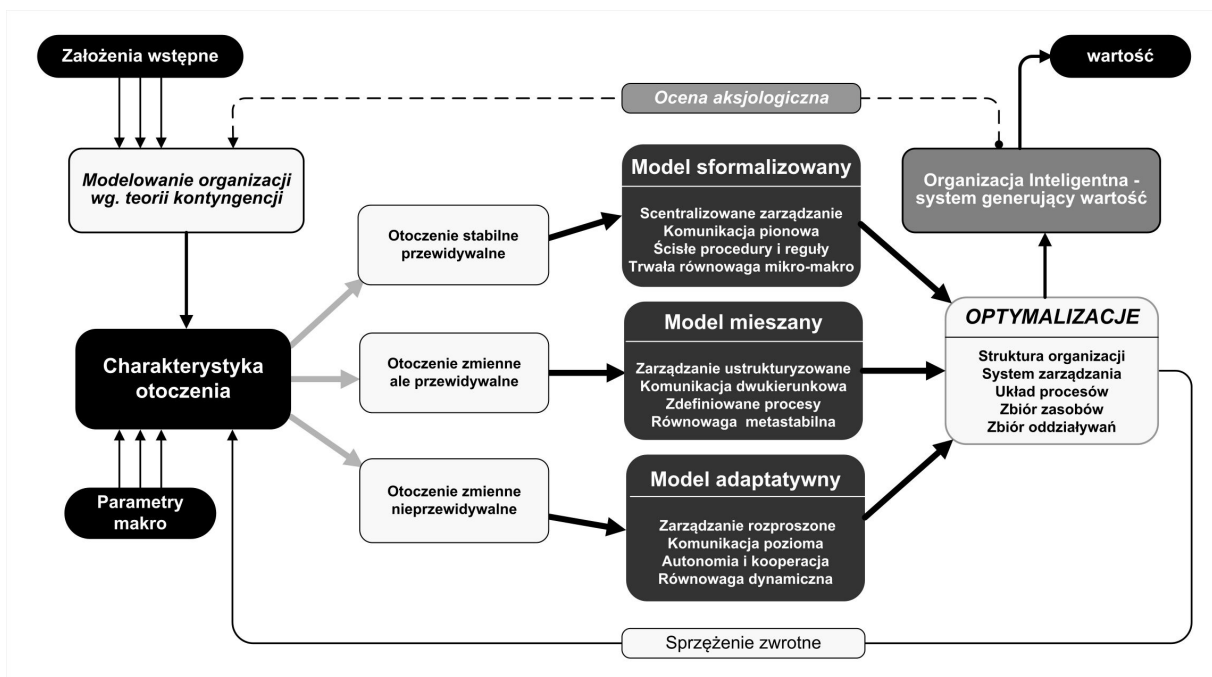 Założenia wstępne
wartość
Ocena aksjologiczna
Modelowanie organizacji
wg. teorii kontyngencji
Model sformalizowany
Scentralizowane zarządzanie
Komunikacja pionowa
Ścisłe procedury i reguły
Trwała równowaga mikro-makro
Organizacja Inteligentna -
system generujący wartość
Otoczenie stabilne
przewidywalne
Charakterystyka
otoczenia
Otoczenie zmienne
ale przewidywalne
Model mieszany
Zarządzanie ustrukturyzowane
Komunikacja dwukierunkowa
Zdefiniowane procesy
Równowaga metastabilna
OPTYMALIZACJE
Struktura organizacji
System zarządzania
Układ procesów
Zbiór zasobów
Zbiór oddziaływań
Parametry
makro
Otoczenie zmienne
nieprzewidywalne
Model adaptatywny
Zarządzanie rozproszone
Komunikacja pozioma
Autonomia i kooperacja
Równowaga dynamiczna
Sprzężenie zwrotne